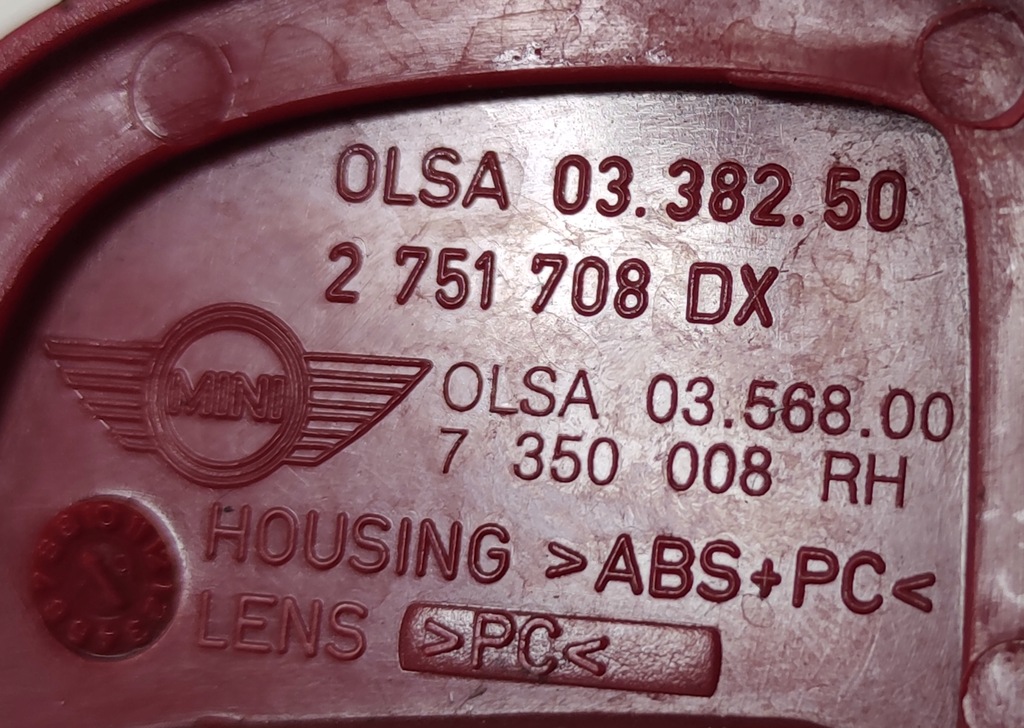 OLSA 03.382.50
2 751 708 DX
MINI
OLSA 03.568.00
7 350 008 RH
HOUSING >ABS+PC<
LENS >PC<